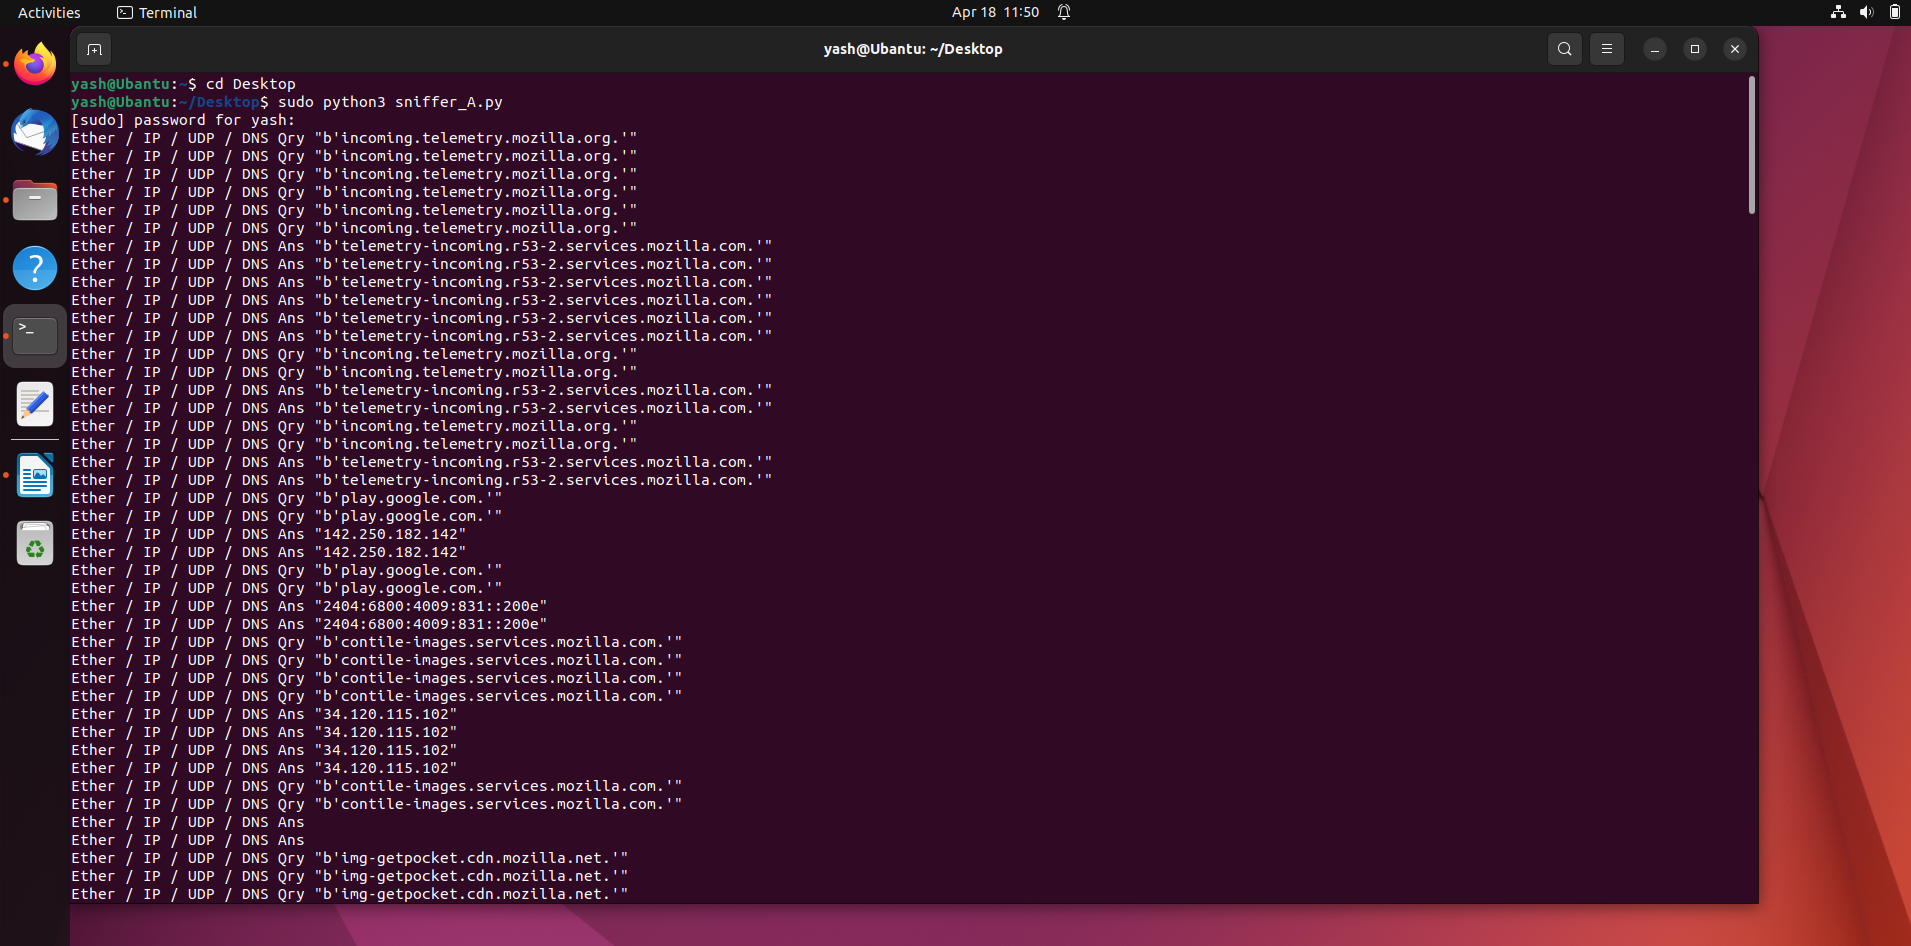 Activities
Terminal
Apr 18 11:50
yash@Ubantu: ~/Desktop
yash@Ubantu:~$ cd Desktop
yash@Ubantu:~/Desktop$ sudo python3 sniffer_A.py
[sudo] password for yash:
Ether / IP / UDP / DNS Qry "b'incoming.telemetry.mozilla.org.'"
Ether / IP / UDP / DNS Qry "b'incoming.telemetry.mozilla.org.'"
Ether / IP / UDP / DNS Qry "b'incoming.telemetry.mozilla.org.'"
Ether / IP / UDP / DNS Qry "b'incoming.telemetry.mozilla.org.'"
Ether / IP / UDP / DNS Qry "b'incoming.telemetry.mozilla.org.'"
Ether / IP / UDP / DNS Qry "b'incoming.telemetry.mozilla.org.'"
Ether / IP / UDP / DNS Ans "b'telemetry-incoming.r53-2.services.mozilla.com.'"
Ether / IP / UDP / DNS Ans "b'telemetry-incoming.r53-2.services.mozilla.com.'"
Ether / IP / UDP / DNS Ans "b'telemetry-incoming.r53-2.services.mozilla.com.'"
Ether / IP / UDP / DNS Ans "b'telemetry-incoming.r53-2.services.mozilla.com.'"
Ether / IP / UDP / DNS Ans "b'telemetry-incoming.r53-2.services.mozilla.com.'"
Ether / IP / UDP / DNS Ans "b'telemetry-incoming.r53-2.services.mozilla.com.'"
Ether / IP / UDP / DNS Qry "b'incoming.telemetry.mozilla.org.'"
Ether / IP / UDP / DNS Qry "b'incoming.telemetry.mozilla.org.'"
Ether / IP / UDP / DNS Ans "b'telemetry-incoming.r53-2.services.mozilla.com.'"
Ether / IP / UDP / DNS Ans "b'telemetry-incoming.r53-2.services.mozilla.com.'"
Ether / IP / UDP / DNS Qry "b'incoming.telemetry.mozilla.org.'"
Ether / IP / UDP / DNS Qry "b'incoming.telemetry.mozilla.org.'"
Ether / IP / UDP / DNS Ans "b'telemetry-incoming.r53-2.services.mozilla.com.'"
Ether / IP / UDP / DNS Ans "b'telemetry-incoming.r53-2.services.mozilla.com.'"
Ether / IP / UDP / DNS Qry "b'play.google.com.'"
Ether / IP / UDP / DNS Qry "b'play.google.com.'"
Ether / IP / UDP / DNS Ans "142.250.182.142"
Ether / IP / UDP / DNS Ans "142.250.182.142"
Ether / IP / UDP / DNS Qry "b'play.google.com.'"
Ether / IP / UDP / DNS Qry "b'play.google.com.'"
Ether / IP / UDP / DNS Ans "2404:6800:4009:831::200e"
Ether / IP / UDP / DNS Ans "2404:6800:4009:831::200e"
Ether / IP / UDP / DNS Qry "b'contile-images.services.mozilla.com.'"
Ether / IP / UDP / DNS Qry "b'contile-images.services.mozilla.com.'"
Ether / IP / UDP / DNS Qry "b'contile-images.services.mozilla.com.'"
Ether / IP / UDP / DNS Qry "b'contile-images.services.mozilla.com.'"
Ether / IP / UDP / DNS Ans "34.120.115.102"
Ether / IP / UDP / DNS Ans "34.120.115.102"
Ether / IP / UDP / DNS Ans "34.120.115.102"
Ether / IP / UDP / DNS Ans "34.120.115.102"
Ether / IP / UDP / DNS Qry "b'contile-images.services.mozilla.com.'"
Ether / IP / UDP / DNS Qry "b'contile-images.services.mozilla.com.'"
Ether / IP / UDP / DNS Ans
Ether / IP / UDP / DNS Ans
Ether / IP / UDP / DNS Qry "b'img-getpocket.cdn.mozilla.net.'"
Ether / IP / UDP / DNS Qry "b'img-getpocket.cdn.mozilla.net.'"
Ether / IP / UDP / DNS Qry "b'img-getpocket.cdn.mozilla.net.'"